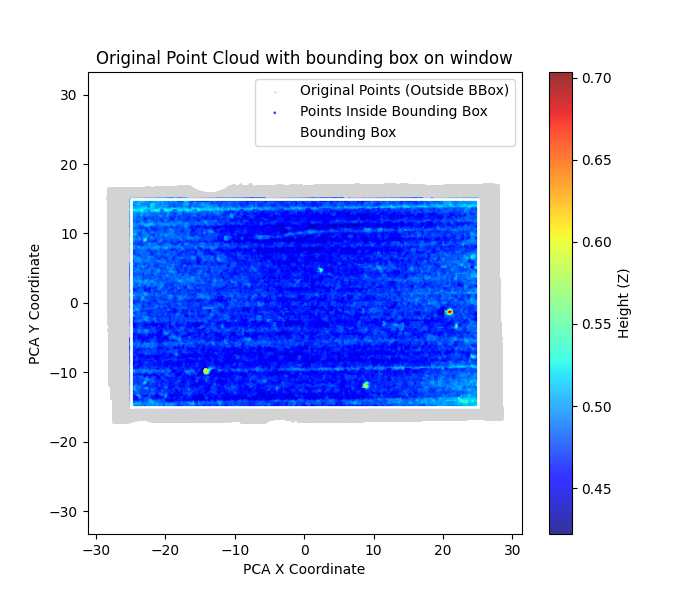 Original Point Cloud with bounding box on window
Original Points (Outside BBox)
Points Inside Bounding Box
Bounding Box
30
20
10
0
−10
−20
−30
PCA Y Coordinate
−30
−20
−10
0
10
20
30
PCA X Coordinate
0.70
0.65
0.60
0.55
0.50
0.45
Height (Z)